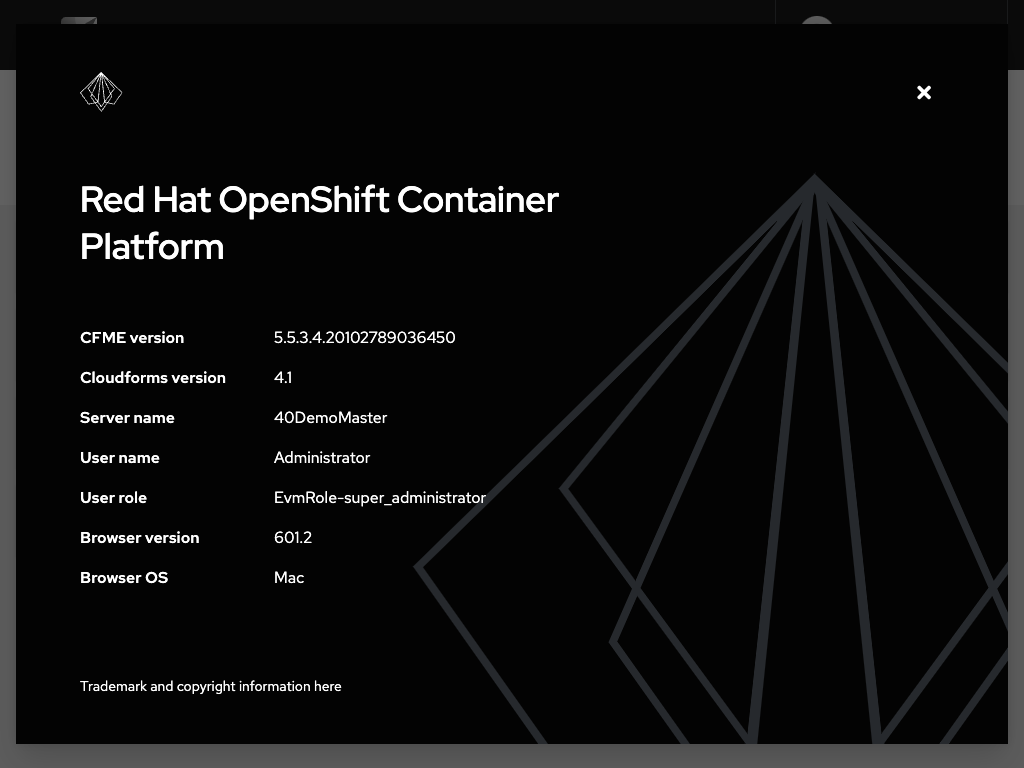 Red Hat OpenShift Container
Platform
CFME version 5.5.3.4.20102789036450
Cloudforms version 4.1
Server name 40DemoMaster
User name Administrator
User role EvmRole-super_administrator
Browser version 601.2
Browser OS Mac
Trademark and copyright information here